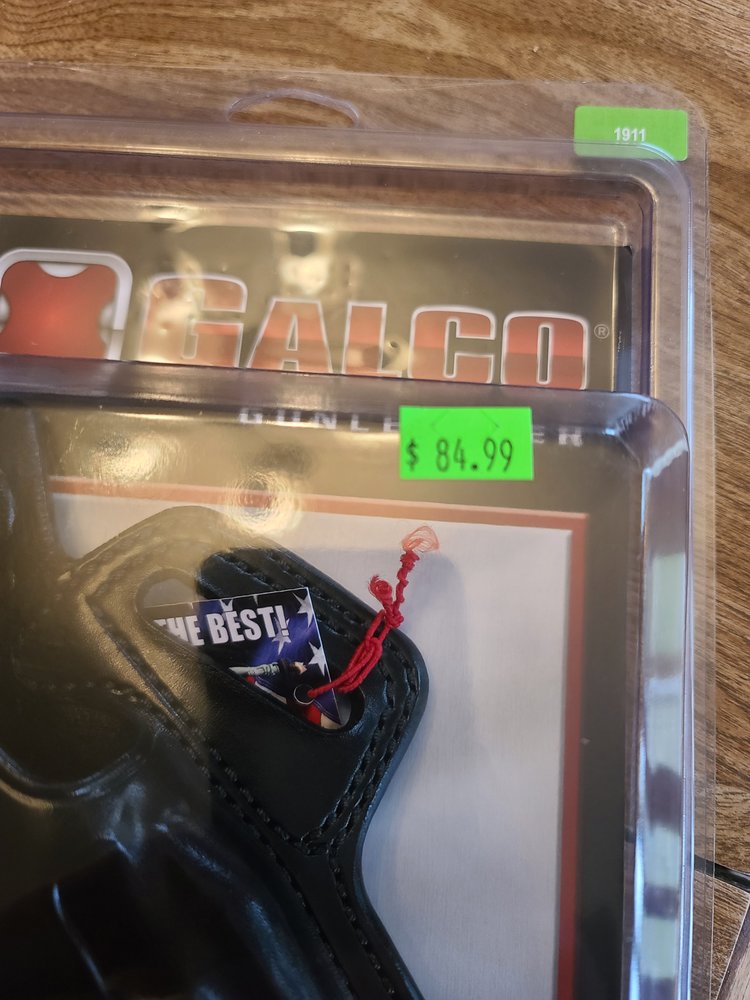 1911
GALCO®
$ 84.99
THE BEST!